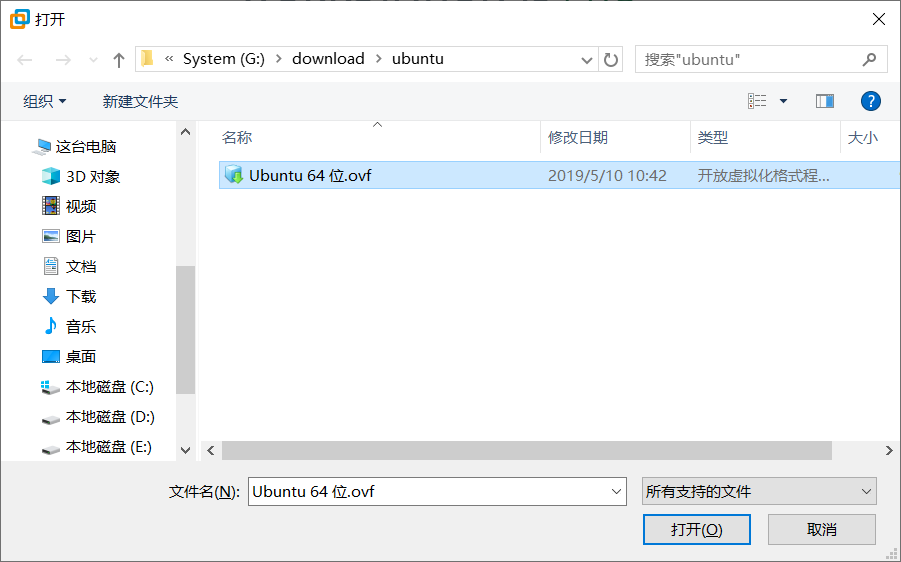 打开
« System (G:) › download › ubuntu
搜索"ubuntu"
组织 新建文件夹
名称 修改日期 类型 大小
Ubuntu 64 位.ovf 2019/5/10 10:42 开放虚拟化格式程...
这台电脑
3D 对象
视频
图片
文档
下载
音乐
桌面
本地磁盘 (C:)
本地磁盘 (D:)
本地磁盘 (E:)
文件名(N): Ubuntu 64 位.ovf 所有支持的文件
打开(O) 取消